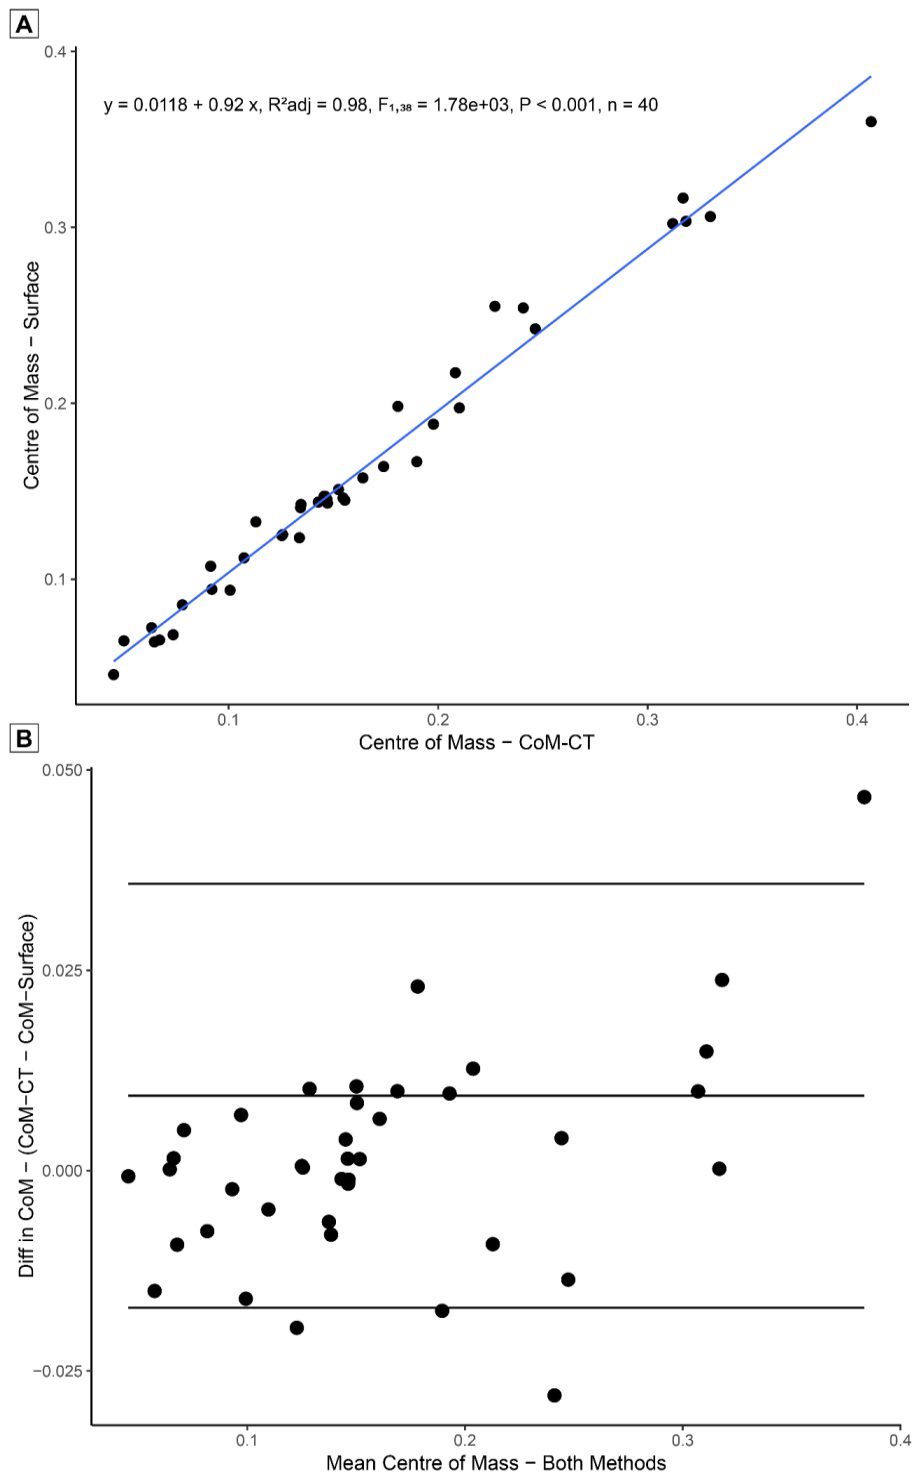 A
y = 0.0118 + 0.92 x, R²adj = 0.98, F₁,₃₈ = 1.78e+03, P < 0.001, n = 40
Centre of Mass − Surface
0.4
0.3
0.2
0.1
0.1 0.2 0.3 0.4
Centre of Mass − CoM-CT
B
Diff in CoM − (CoM−CT − CoM−Surface)
0.050
0.025
0.000
−0.025
0.1 0.2 0.3 0.4
Mean Centre of Mass − Both Methods